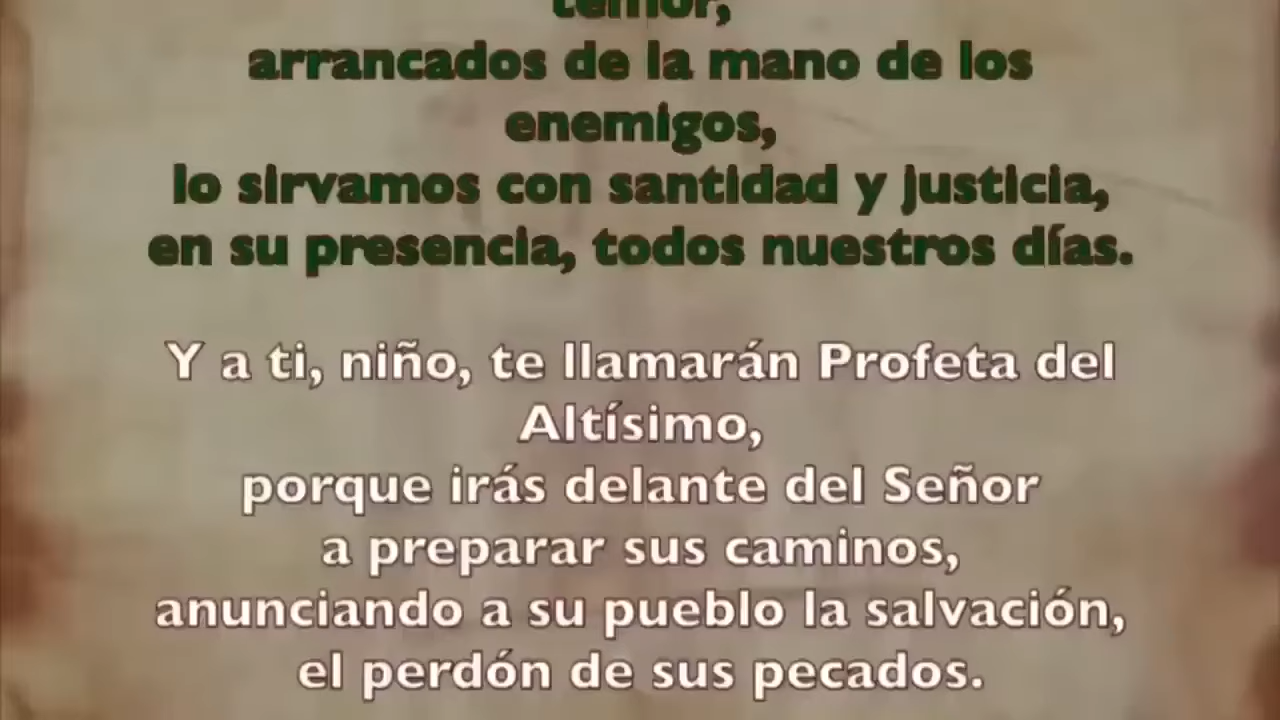 temor,
arrancados de la mano de los
enemigos,
lo sirvamos con santidad y justicia,
en su presencia, todos nuestros días.
Y a ti, niño, te llamarán Profeta del
Altísimo,
porque irás delante del Señor
a preparar sus caminos,
anunciando a su pueblo la salvación,
el perdón de sus pecados.